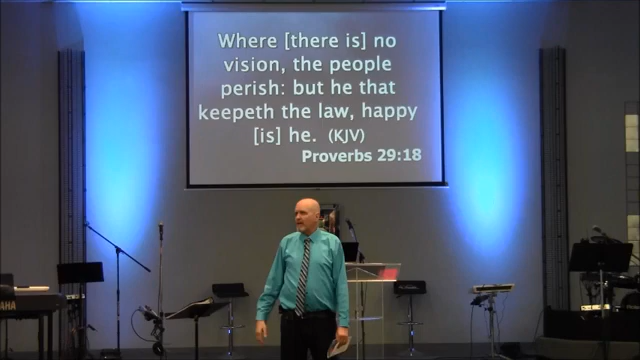 Where [there is] no
vision, the people
perish: but he that
keepeth the law, happy
[is] he. (KJV)
Proverbs 29:18
YAMAHA